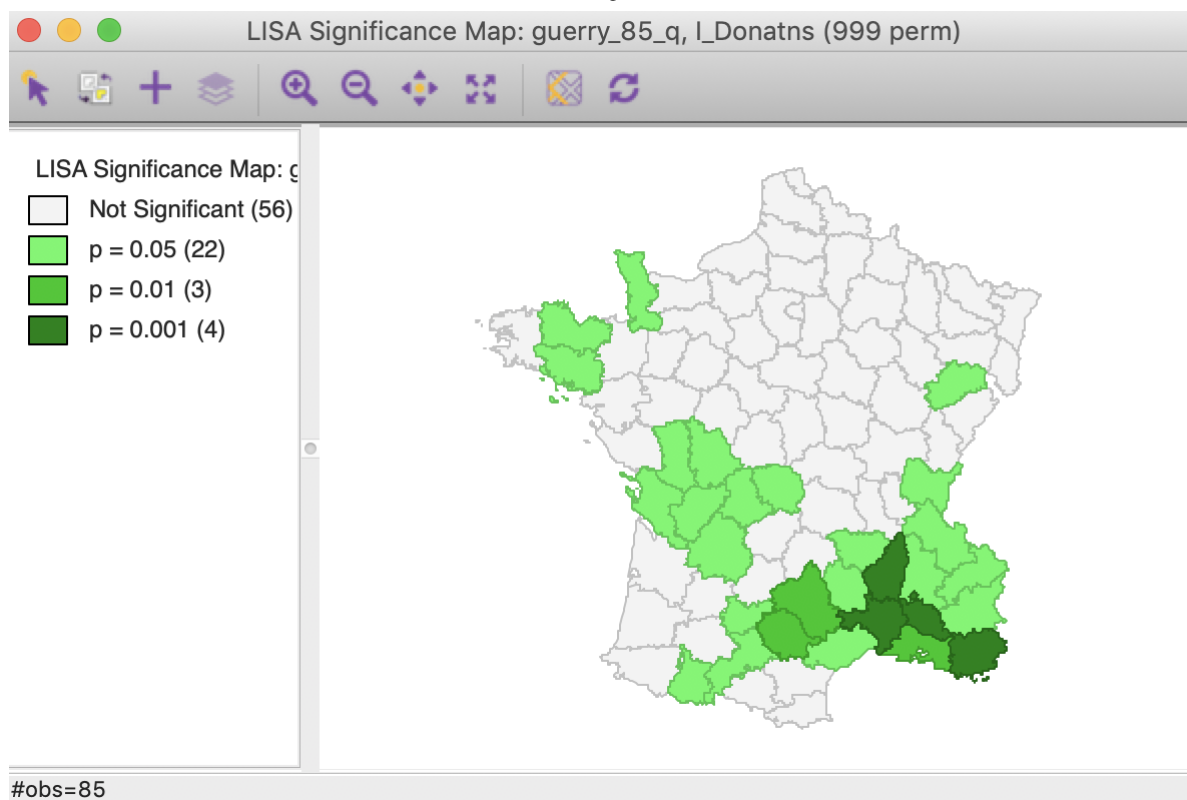 LISA Significance Map: guerry_85_q, I_Donatns (999 perm)
LISA Significance Map: g
Not Significant (56)
p = 0.05 (22)
p = 0.01 (3)
p = 0.001 (4)
#obs=85